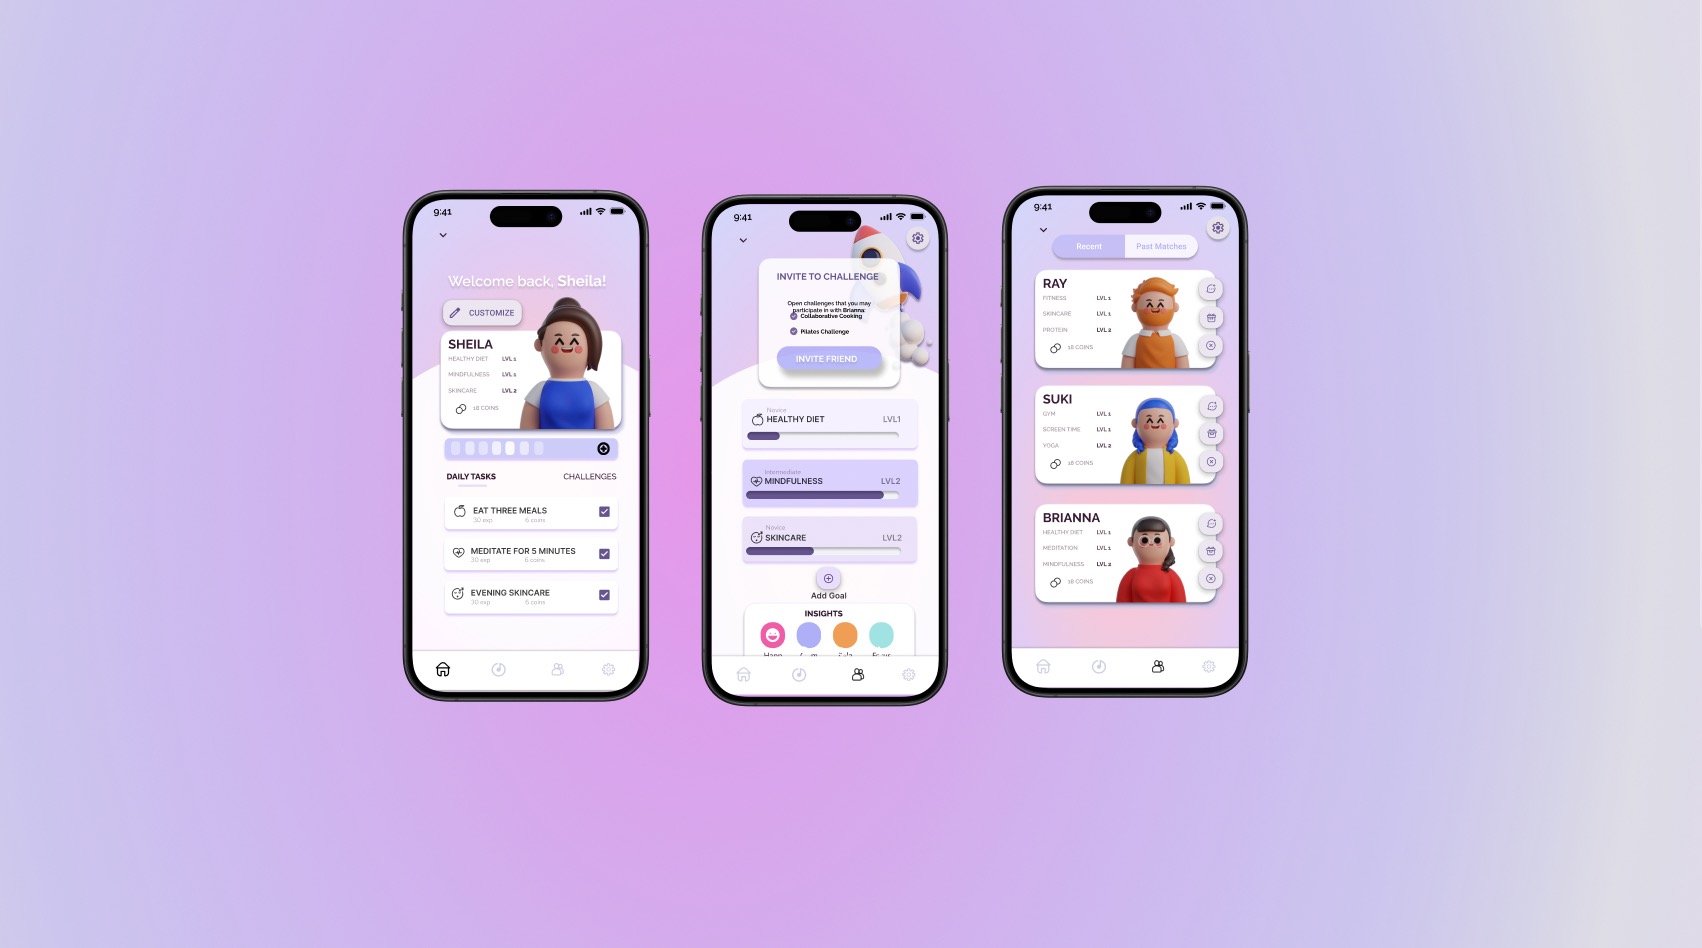 9:41
Welcome back, Sheila!
CUSTOMIZE
SHEILA
HEALTHY DIET LVL 1
MINDFULNESS LVL 1
SKINCARE LVL 2
18 COINS
DAILY TASKS CHALLENGES
EAT THREE MEALS
30 exp 6 coins
MEDITATE FOR 5 MINUTES
30 exp 6 coins
EVENING SKINCARE
30 exp 6 coins
9:41
INVITE TO CHALLENGE
Open challenges that you may
participate in with Brianna:
Collaborative Cooking
Pilates Challenge
INVITE FRIEND
Novice
HEALTHY DIET LVL1
Intermediate
MINDFULNESS LVL2
Novice
SKINCARE LVL2
Add Goal
INSIGHTS
9:41
Recent Past Matches
RAY
FITNESS LVL 1
SKINCARE LVL 1
PROTEIN LVL 2
18 COINS
SUKI
GYM LVL 1
SCREEN TIME LVL 1
YOGA LVL 2
18 COINS
BRIANNA
HEALTHY DIET LVL 1
MEDITATION LVL 1
MINDFULNESS LVL 2
18 COINS